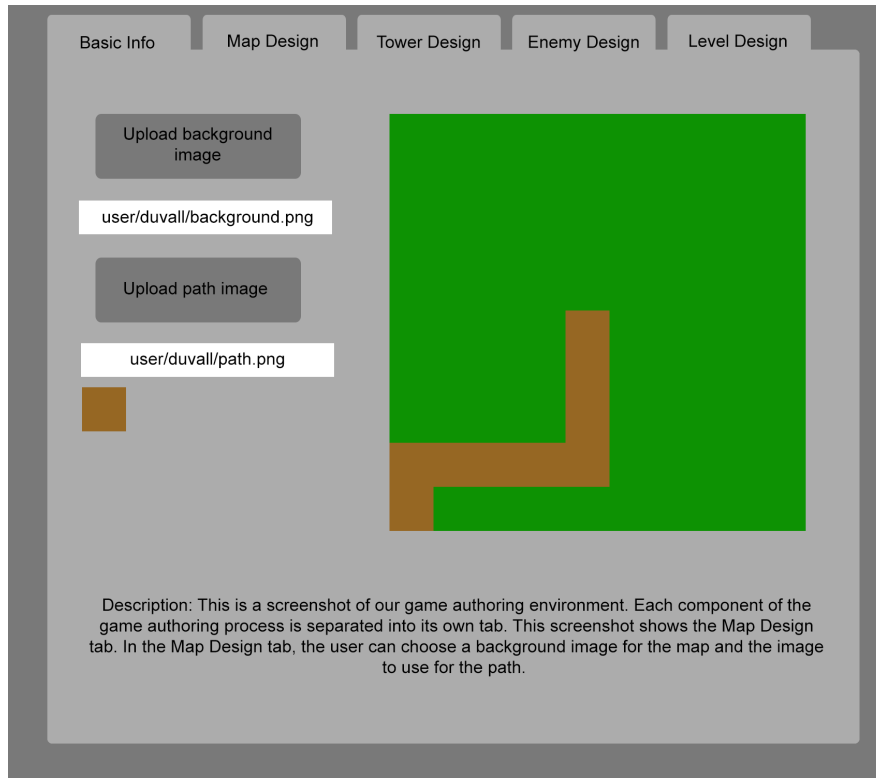 Basic Info
Map Design
Tower Design
Enemy Design
Level Design
Upload background
image
user/duvall/background.png
Upload path image
user/duvall/path.png
Description: This is a screenshot of our game authoring environment. Each component of the
game authoring process is separated into its own tab. This screenshot shows the Map Design
tab. In the Map Design tab, the user can choose a background image for the map and the image
to use for the path.